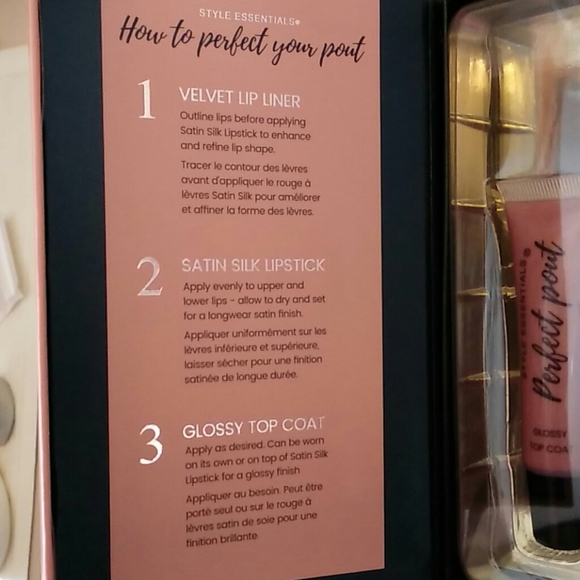 STYLE ESSENTIALS®
How to perfect your pout
1
VELVET LIP LINER
Outline lips before applying
Satin Silk Lipstick to enhance
and refine lip shape.
Tracer le contour des lèvres
avant d'appliquer le rouge à
lèvres Satin Silk pour améliorer
et affiner la forme des lèvres.
2
SATIN SILK LIPSTICK
Apply evenly to upper and
lower lips - allow to dry and set
for a longwear satin finish.
Appliquer uniformément sur les
lèvres inférieure et supérieure,
laisser sécher pour une finition
satinée de longue durée.
3
GLOSSY TOP COAT
Apply as desired. Can be worn
on its own or on top of Satin Silk
Lipstick for a glossy finish
Appliquer au besoin. Peut être
porté seul ou sur le rouge à
lèvres satin de soie pour une
finition brillante.
STYLE ESSENTIALS®
Perfect pout
GLOSSY
TOP COAT